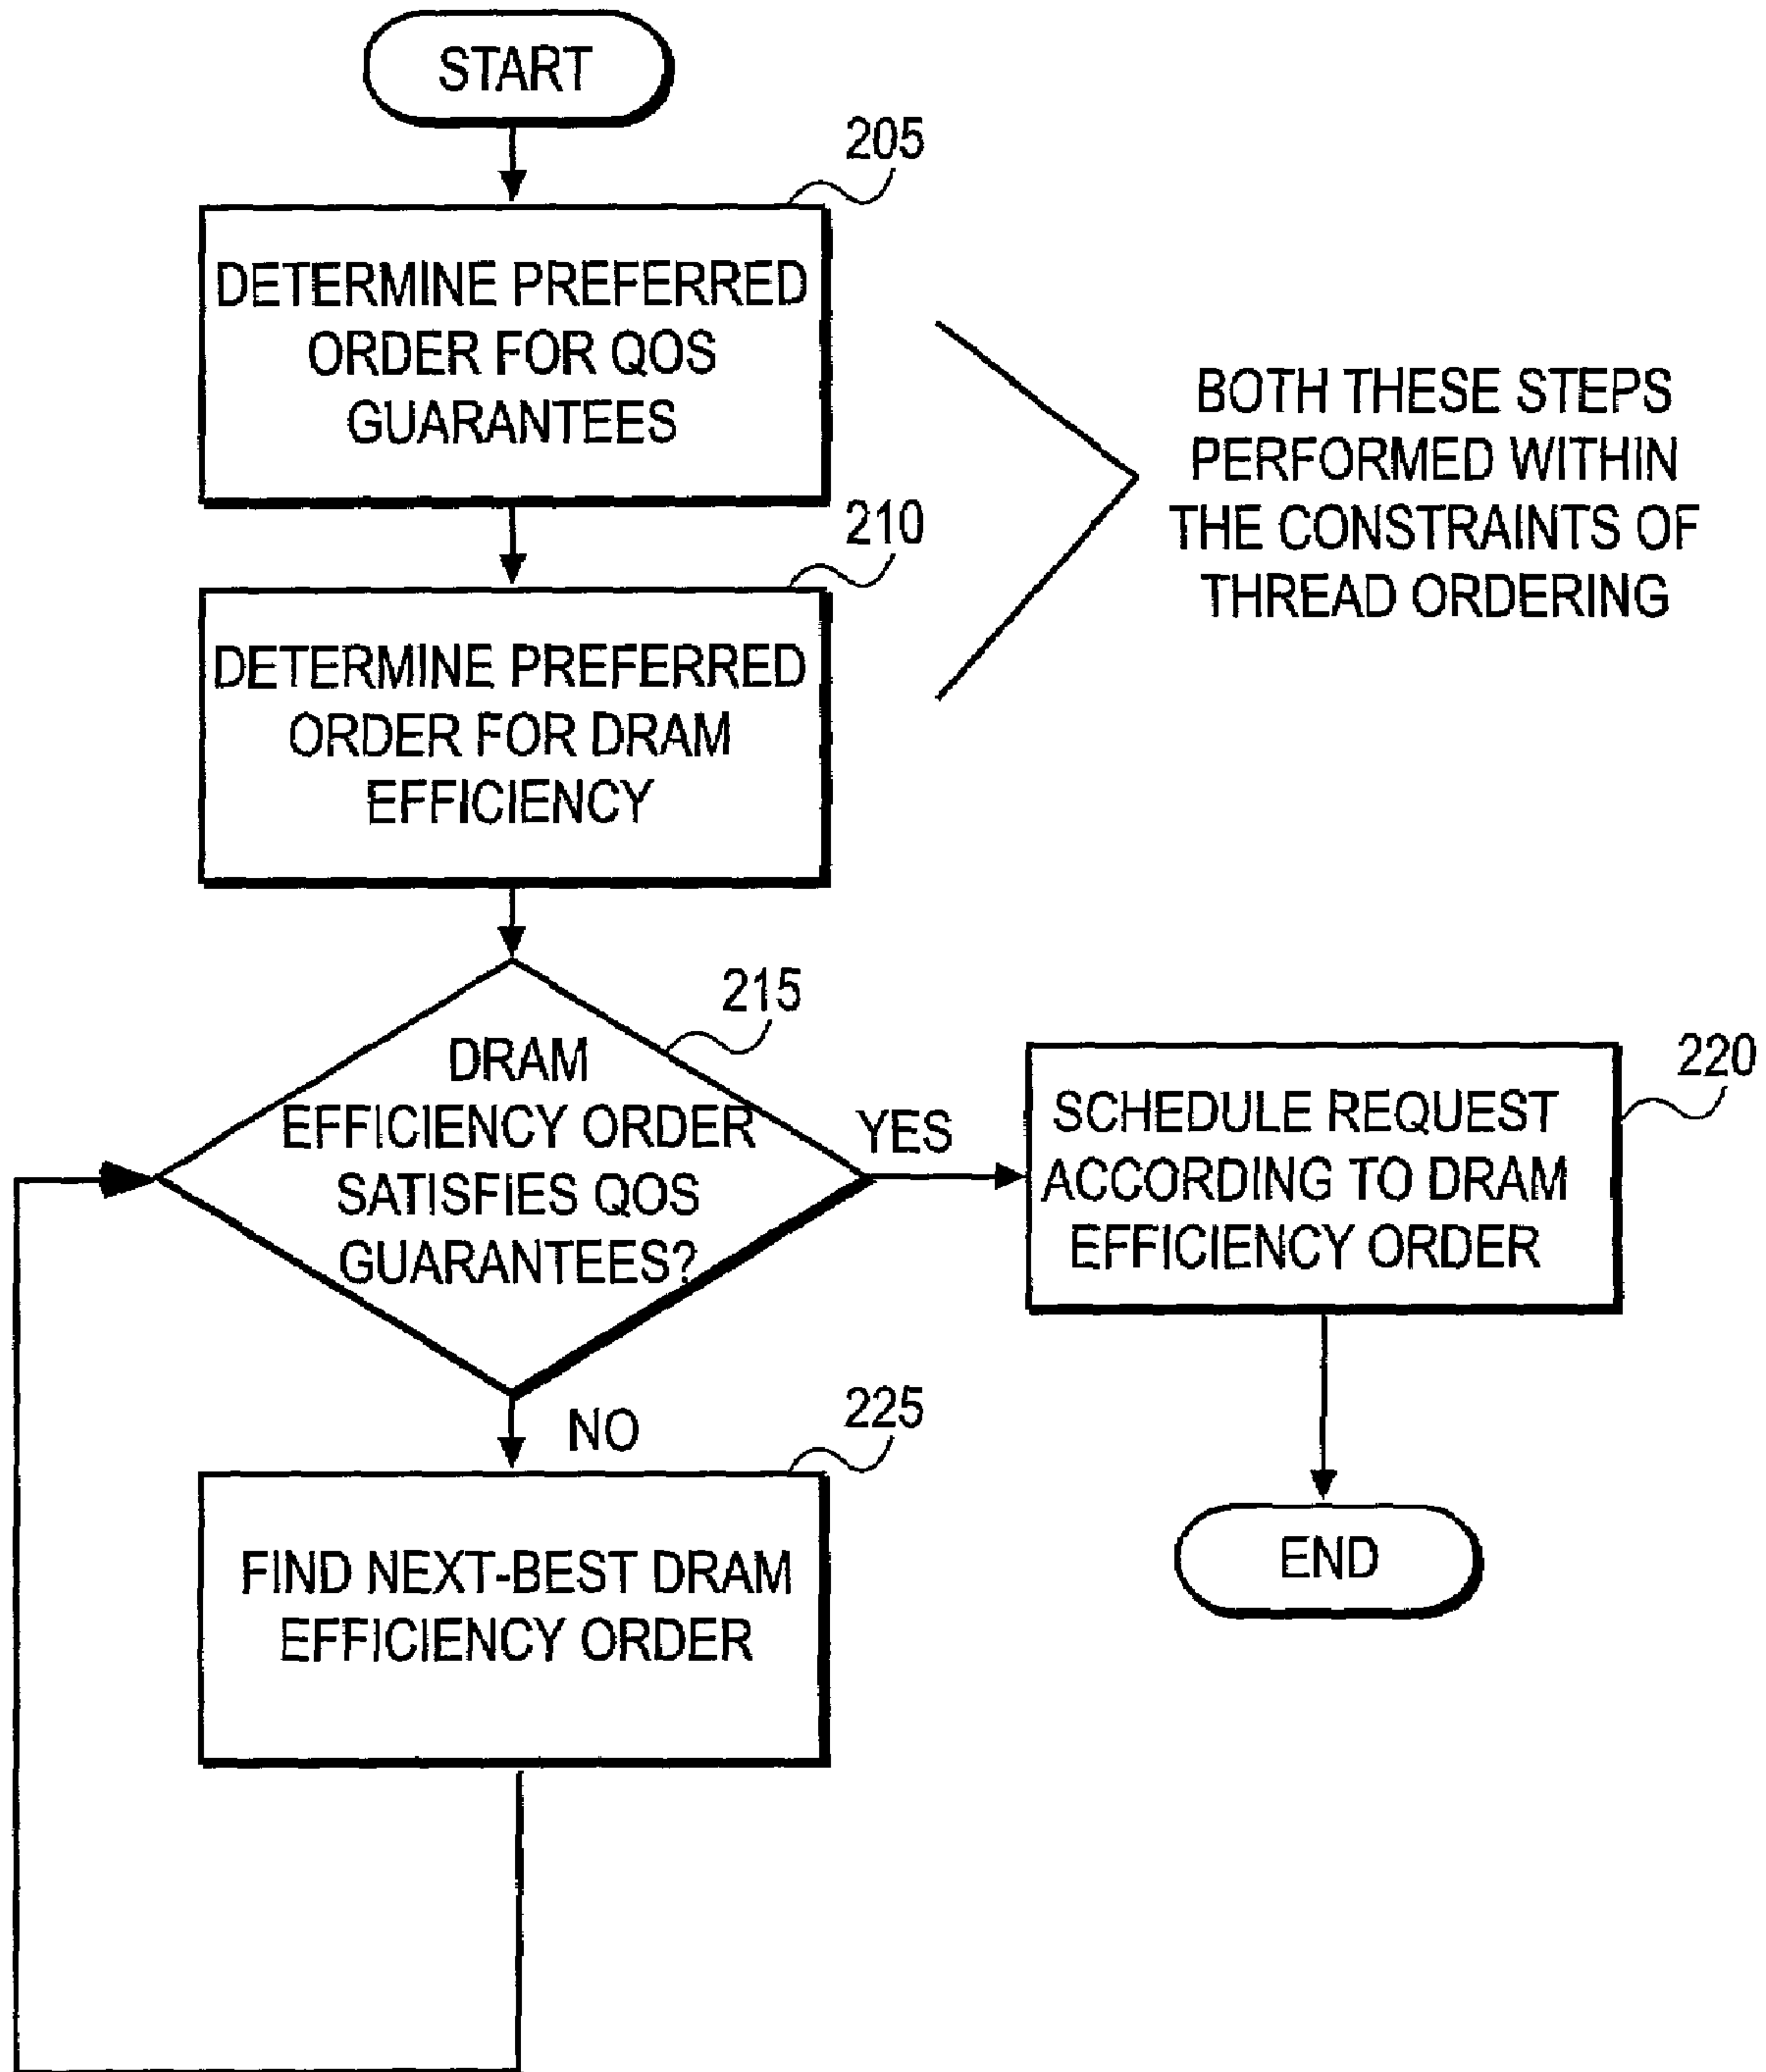 START
205
DETERMINE PREFERRED
ORDER FOR QOS
GUARANTEES
BOTH THESE STEPS
PERFORMED WITHIN
THE CONSTRAINTS OF
THREAD ORDERING
210
DETERMINE PREFERRED
ORDER FOR DRAM
EFFICIENCY
215
DRAM
EFFICIENCY ORDER
SATISFIES QOS
GUARANTEES?
YES
220
SCHEDULE REQUEST
ACCORDING TO DRAM
EFFICIENCY ORDER
NO
225
FIND NEXT-BEST DRAM
EFFICIENCY ORDER
END